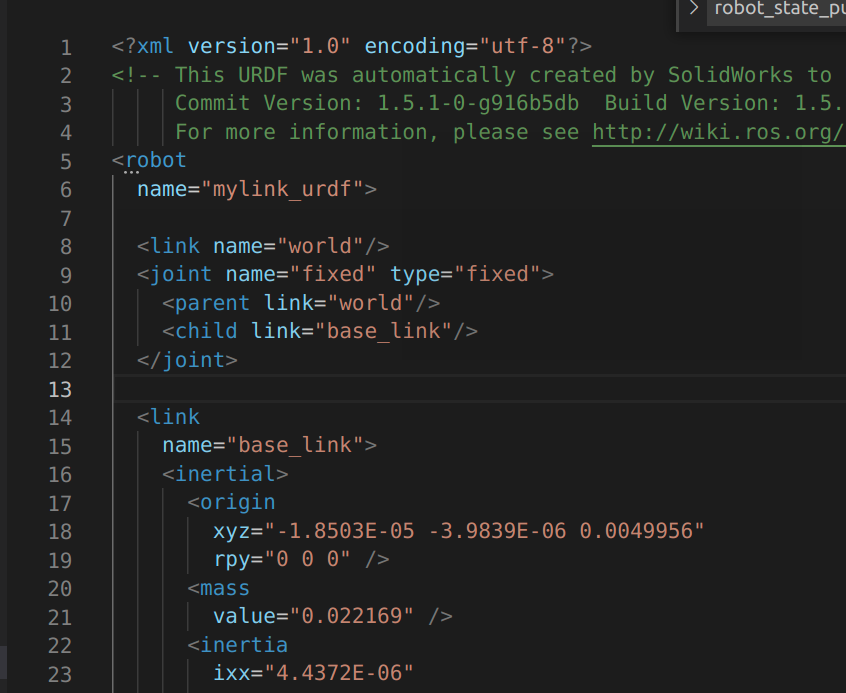 robot_state_pu
1 <?xml version="1.0" encoding="utf-8"?>
2 <!-- This URDF was automatically created by SolidWorks to
3 Commit Version: 1.5.1-0-g916b5db Build Version: 1.5.
4 For more information, please see http://wiki.ros.org/
5 <robot
6 name="mylink_urdf">
7
8 <link name="world"/>
9 <joint name="fixed" type="fixed">
10 <parent link="world"/>
11 <child link="base_link"/>
12 </joint>
13
14 <link
15 name="base_link">
16 <inertial>
17 <origin
18 xyz="-1.8503E-05 -3.9839E-06 0.0049956"
19 rpy="0 0 0" />
20 <mass
21 value="0.022169" />
22 <inertia
23 ixx="4.4372E-06"